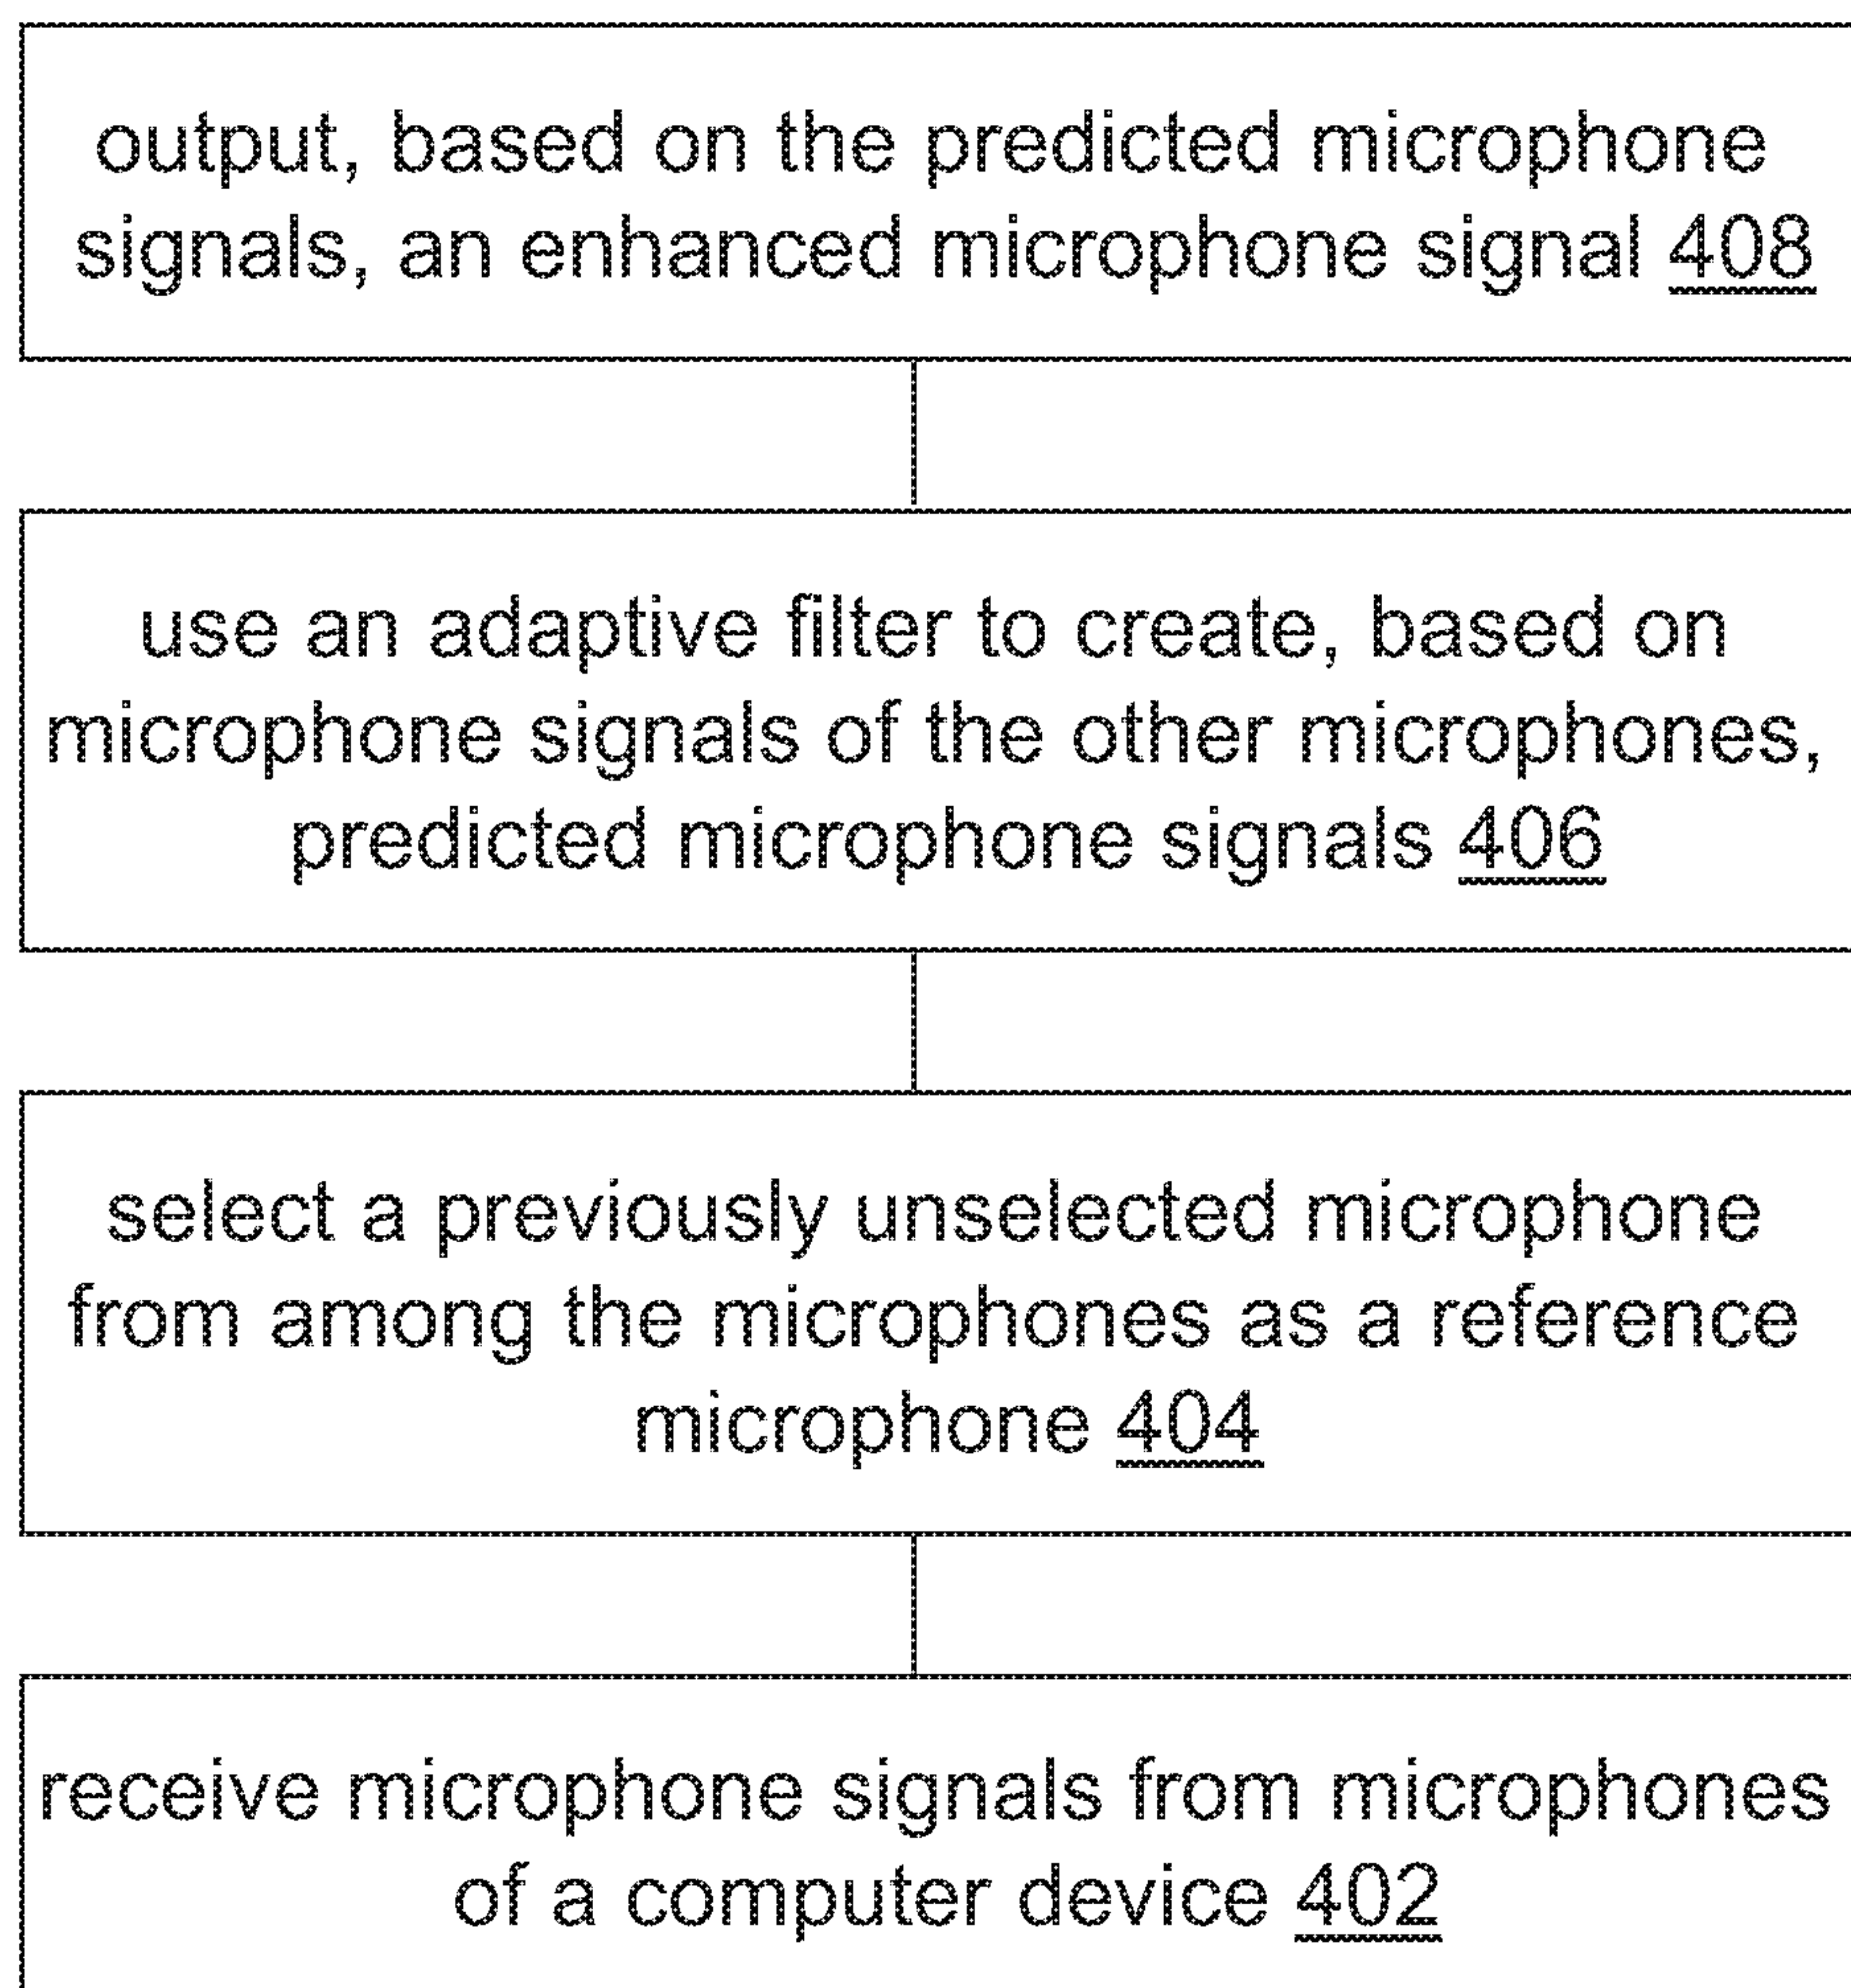 output, based on the predicted microphone
signals, an enhanced microphone signal 408
use an adaptive filter to create, based on
microphone signals of the other microphones,
predicted microphone signals 406
select a previously unselected microphone
from among the microphones as a reference
microphone 404
receive microphone signals from microphones
of a computer device 402